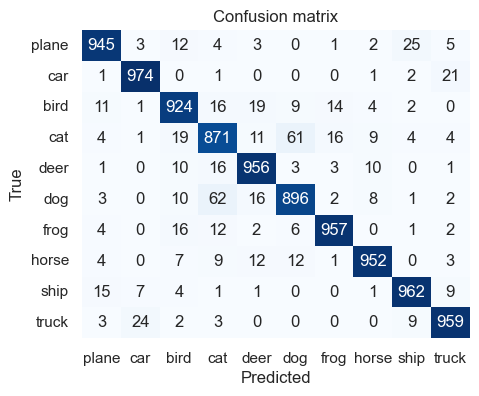 Confusion matrix
plane 945 3 12 4 3 0 1 2 25 5
car 1 974 0 1 0 0 0 1 2 21
bird 11 1 924 16 19 9 14 4 2 0
cat 4 1 19 871 11 61 16 9 4 4
deer 1 0 10 16 956 3 3 10 0 1
dog 3 0 10 62 16 896 2 8 1 2
frog 4 0 16 12 2 6 957 0 1 2
horse 4 0 7 9 12 12 1 952 0 3
ship 15 7 4 1 1 0 0 1 962 9
truck 3 24 2 3 0 0 0 0 9 959
plane car bird cat deer dog frog horse ship truck
Predicted
True